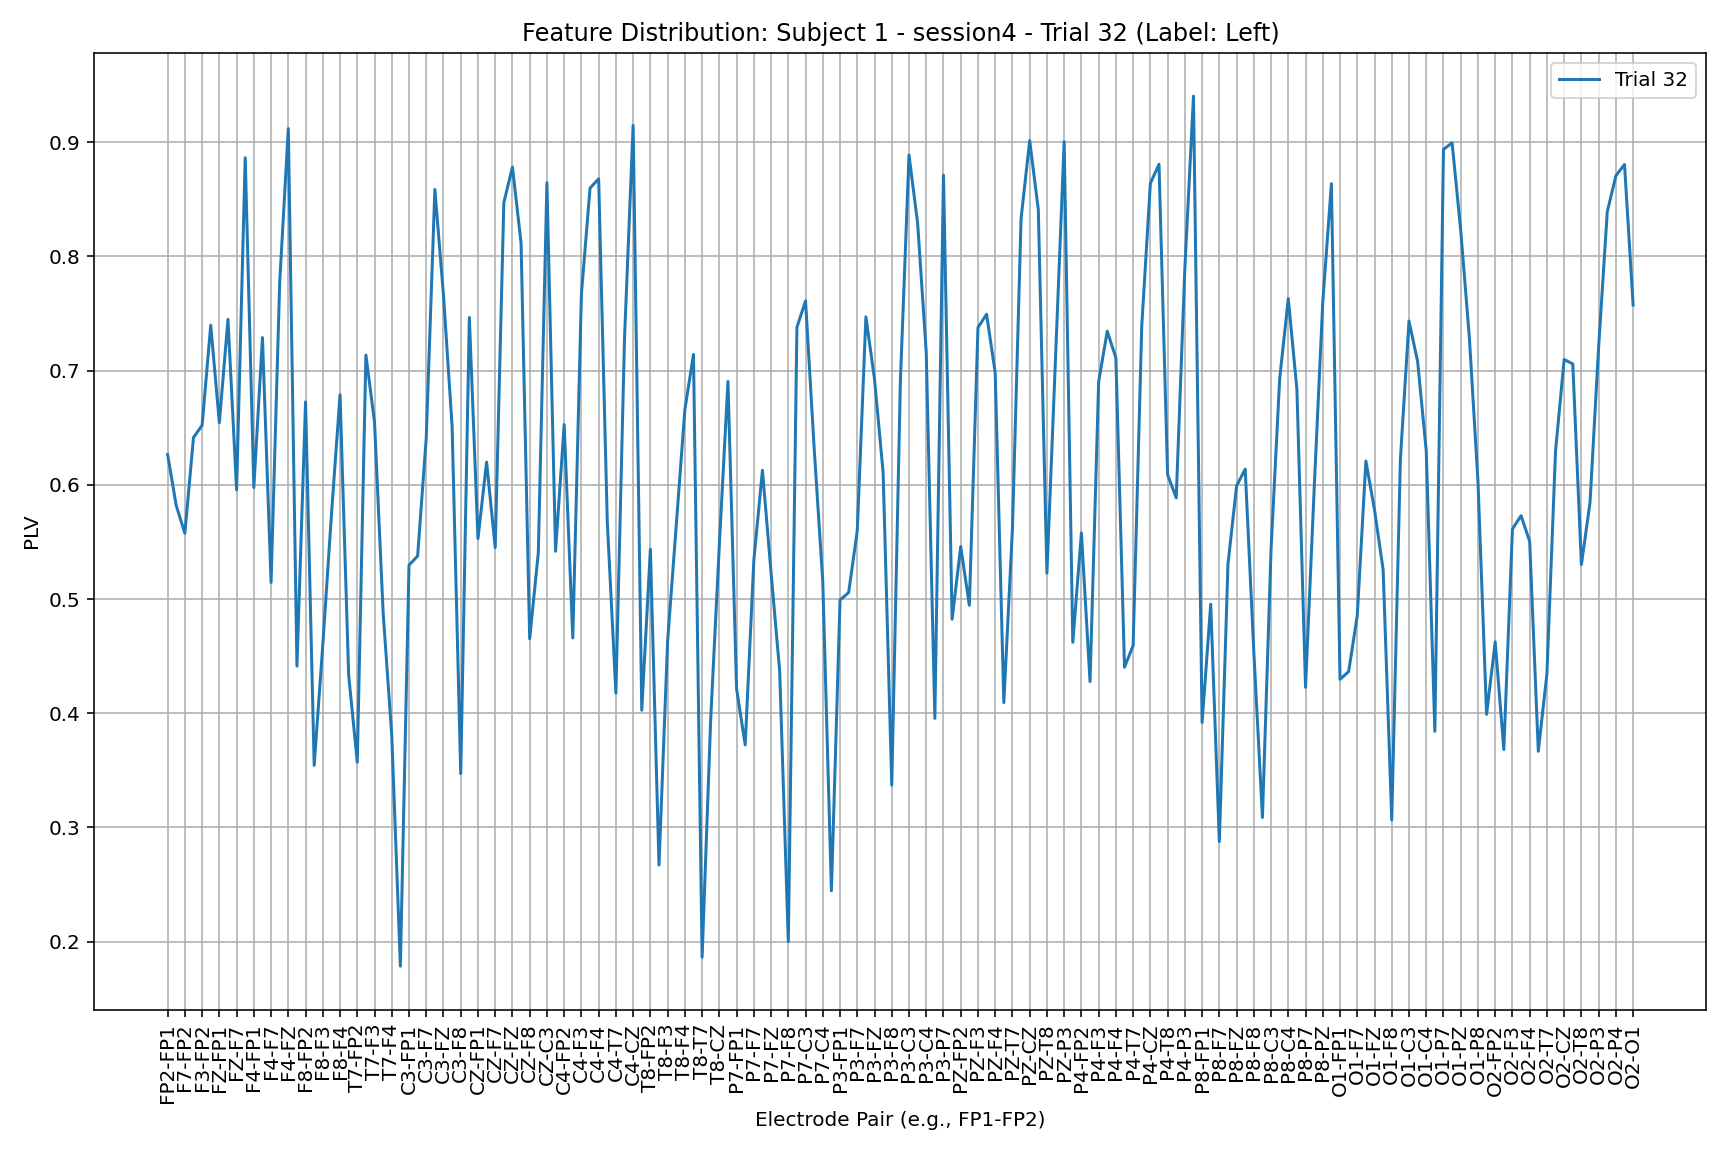 Feature Distribution: Subject 1 - session4 - Trial 32 (Label: Left)
Trial 32
0.9
0.8
0.7
0.6
0.5
0.4
0.3
0.2
PLV
FP2-FP1
F7-FP2
F3-FP2
FZ-FP1
FZ-F7
F4-FP1
F4-F7
F4-FZ
F8-FP2
F8-F3
F8-F4
T7-FP2
T7-F3
T7-F4
C3-FP1
C3-F7
C3-FZ
C3-F8
CZ-FP1
CZ-F7
CZ-FZ
CZ-F8
CZ-C3
C4-FP2
C4-F3
C4-F4
C4-T7
C4-CZ
T8-FP2
T8-F3
T8-F4
T8-T7
T8-CZ
P7-FP1
P7-F7
P7-FZ
P7-F8
P7-C3
P7-C4
P3-FP1
P3-F7
P3-FZ
P3-F8
P3-C3
P3-C4
P3-P7
PZ-FP2
PZ-F3
PZ-F4
PZ-T7
PZ-CZ
PZ-T8
PZ-P3
P4-FP2
P4-F3
P4-F4
P4-T7
P4-CZ
P4-T8
P4-P3
P8-FP1
P8-F7
P8-FZ
P8-F8
P8-C3
P8-C4
P8-P7
P8-PZ
O1-FP1
O1-F7
O1-FZ
O1-F8
O1-C3
O1-C4
O1-P7
O1-PZ
O1-P8
O2-FP2
O2-F3
O2-F4
O2-T7
O2-CZ
O2-T8
O2-P3
O2-P4
O2-O1
Electrode Pair (e.g., FP1-FP2)